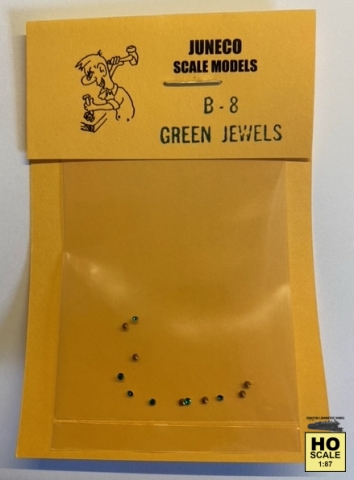 JUNECO
SCALE MODELS
B-8
GREEN JEWELS
HO
SCALE
1:87